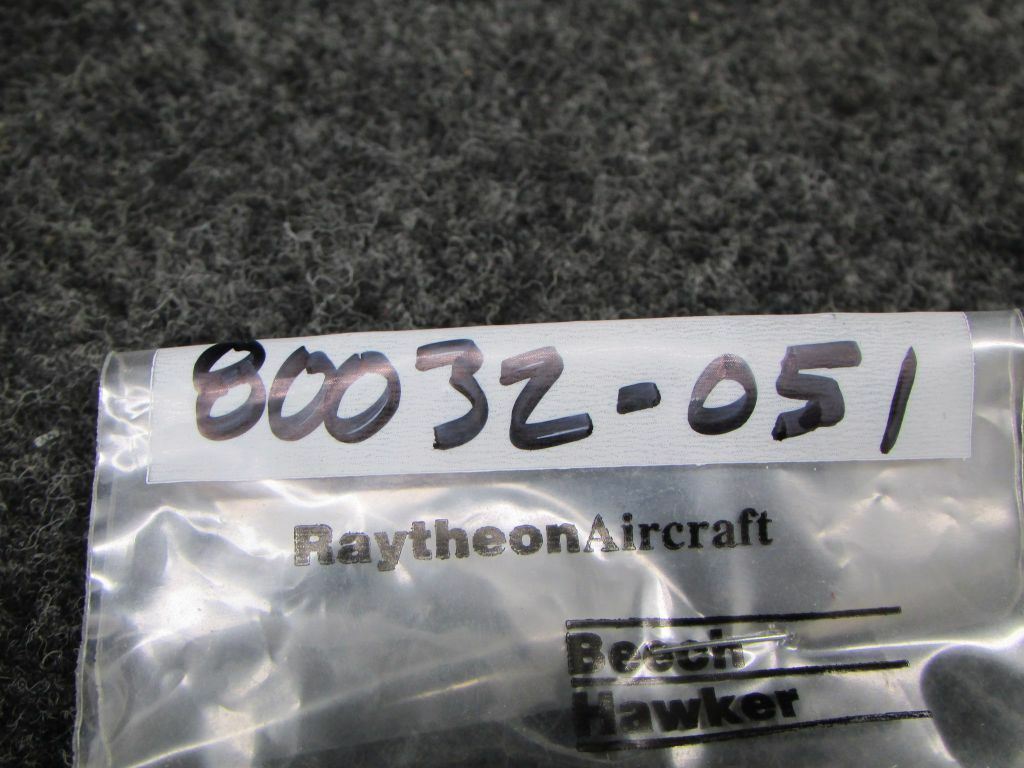 80032-051
RaytheonAircraft
Beech
Hawker